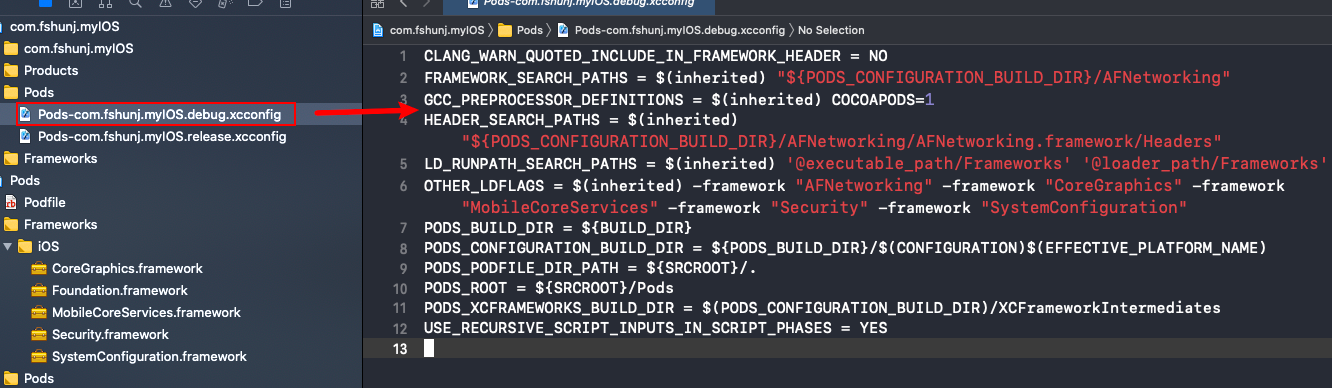 Pods-com.fshunj.myIOS.debug.xcconfig
com.fshunj.myIOS
com.fshunj.myIOS
Products
Pods
Pods-com.fshunj.myIOS.debug.xcconfig
Pods-com.fshunj.myIOS.release.xcconfig
Frameworks
Pods
Podfile
Frameworks
iOS
CoreGraphics.framework
Foundation.framework
MobileCoreServices.framework
Security.framework
SystemConfiguration.framework
Pods
com.fshunj.myIOS 〉 Pods 〉 Pods-com.fshunj.myIOS.debug.xcconfig 〉 No Selection
1 CLANG_WARN_QUOTED_INCLUDE_IN_FRAMEWORK_HEADER = NO
2 FRAMEWORK_SEARCH_PATHS = $(inherited) "${PODS_CONFIGURATION_BUILD_DIR}/AFNetworking"
3 GCC_PREPROCESSOR_DEFINITIONS = $(inherited) COCOAPODS=1
4 HEADER_SEARCH_PATHS = $(inherited)
"${PODS_CONFIGURATION_BUILD_DIR}/AFNetworking/AFNetworking.framework/Headers"
5 LD_RUNPATH_SEARCH_PATHS = $(inherited) '@executable_path/Frameworks' '@loader_path/Frameworks'
6 OTHER_LDFLAGS = $(inherited) -framework "AFNetworking" -framework "CoreGraphics" -framework
"MobileCoreServices" -framework "Security" -framework "SystemConfiguration"
7 PODS_BUILD_DIR = ${BUILD_DIR}
8 PODS_CONFIGURATION_BUILD_DIR = ${PODS_BUILD_DIR}/$(CONFIGURATION)$(EFFECTIVE_PLATFORM_NAME)
9 PODS_PODFILE_DIR_PATH = ${SRCROOT}/.
10 PODS_ROOT = ${SRCROOT}/Pods
11 PODS_XCFRAMEWORKS_BUILD_DIR = $(PODS_CONFIGURATION_BUILD_DIR)/XCFrameworkIntermediates
12 USE_RECURSIVE_SCRIPT_INPUTS_IN_SCRIPT_PHASES = YES
13